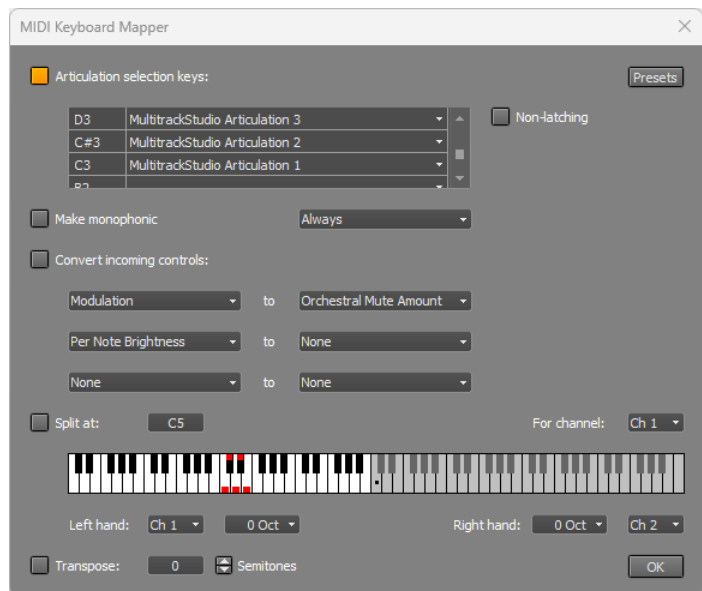 MIDI Keyboard Mapper
Articulation selection keys:
Presets
D3 MultitrackStudio Articulation 3
Non-latching
C#3 MultitrackStudio Articulation 2
C3 MultitrackStudio Articulation 1
Make monophonic Always
Convert incoming controls:
Modulation to Orchestral Mute Amount
Per Note Brightness to None
None to None
Split at: C5 For channel: Ch 1
Left hand: Ch 1 0 Oct Right hand: 0 Oct Ch 2
Transpose: 0 Semitones OK